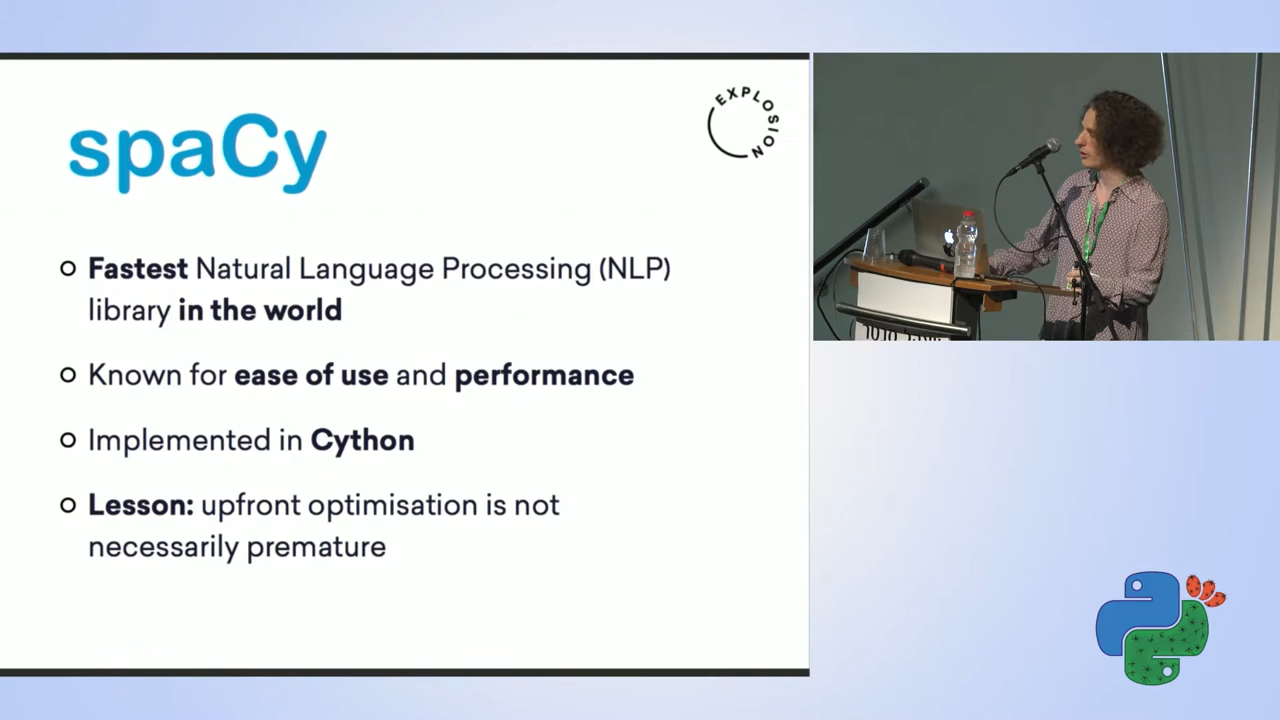 spaCy
EXPLOSION
Fastest Natural Language Processing (NLP)
library in the world
Known for ease of use and performance
Implemented in Cython
Lesson: upfront optimisation is not
necessarily premature